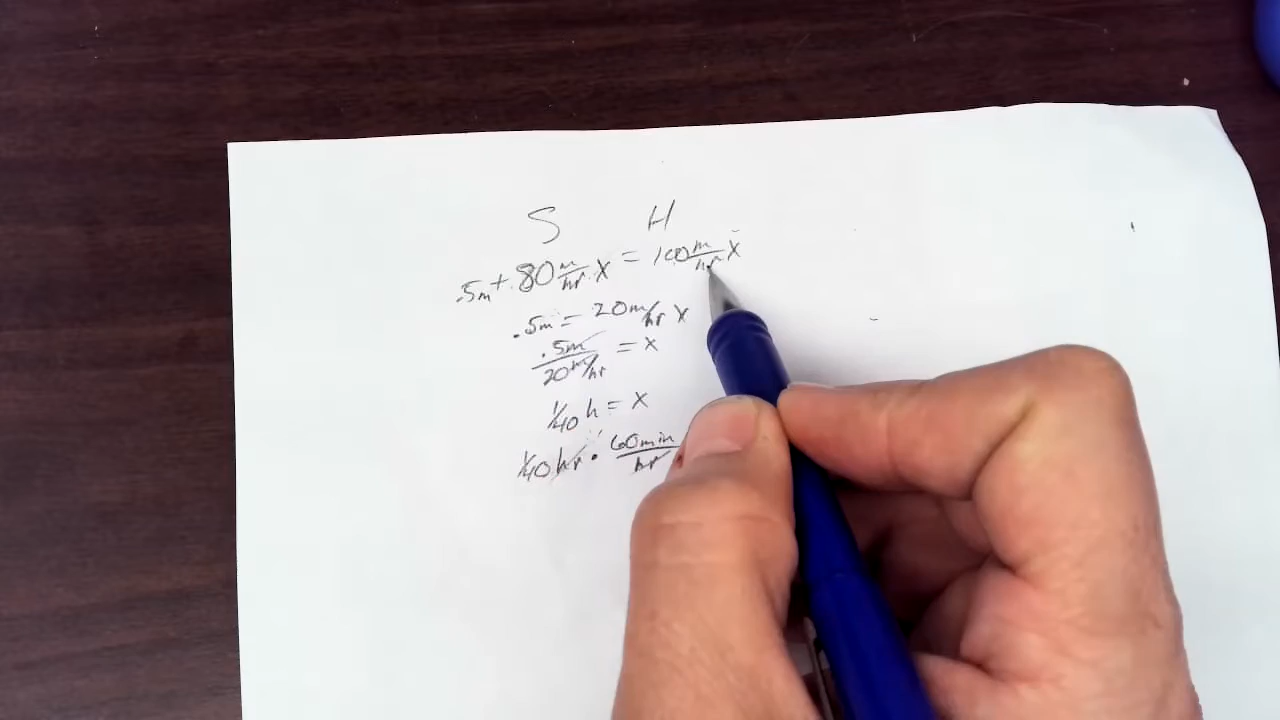 S H
.5m + 80 m/hr x = 100 m/hr x
.5m = 20 m/hr x
.5m / 20 m/hr = x
1/40 h = x
1/40 hr · 60 min / hr